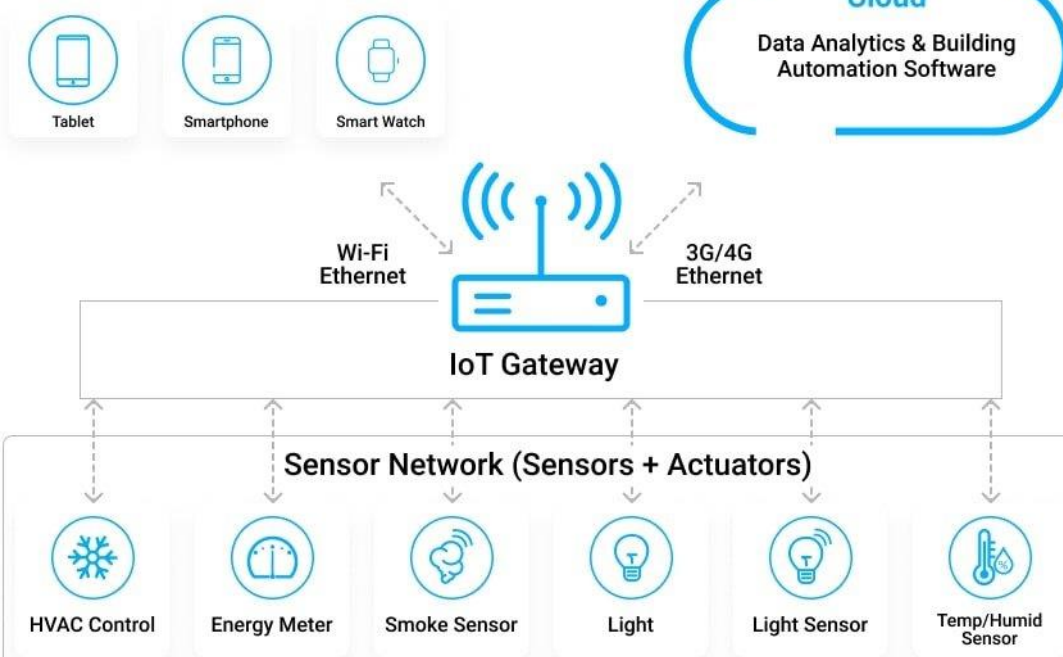 Cloud
Data Analytics & Building
Automation Software
Tablet
Smartphone
Smart Watch
Wi-Fi
Ethernet
3G/4G
Ethernet
IoT Gateway
Sensor Network (Sensors + Actuators)
HVAC Control
Energy Meter
Smoke Sensor
Light
Light Sensor
Temp/Humid
Sensor
%